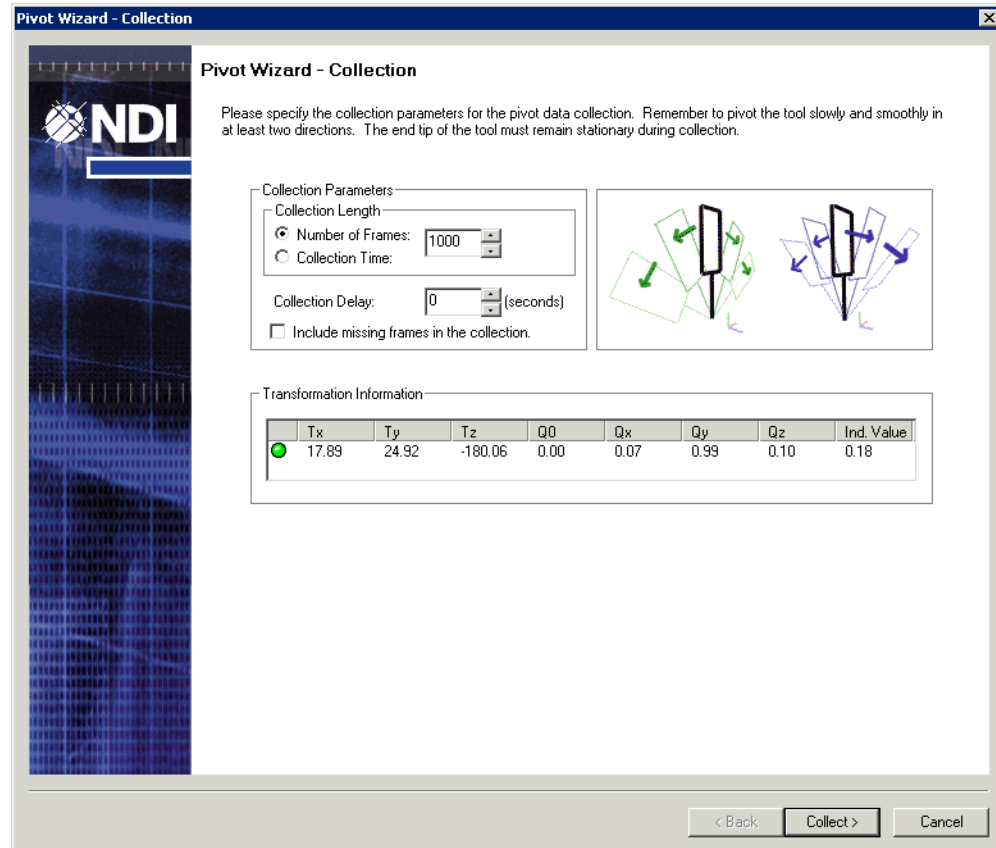 Pivot Wizard - Collection
NDI
Pivot Wizard - Collection
Please specify the collection parameters for the pivot data collection. Remember to pivot the tool slowly and smoothly in
at least two directions. The end tip of the tool must remain stationary during collection.
Collection Parameters
Collection Length
Number of Frames: 1000
Collection Time:
Collection Delay: 0 (seconds)
Include missing frames in the collection.
Transformation Information
Tx Ty Tz Q0 Qx Qy Qz Ind. Value
17.89 24.92 -180.06 0.00 0.07 0.99 0.10 0.18
< Back Collect > Cancel